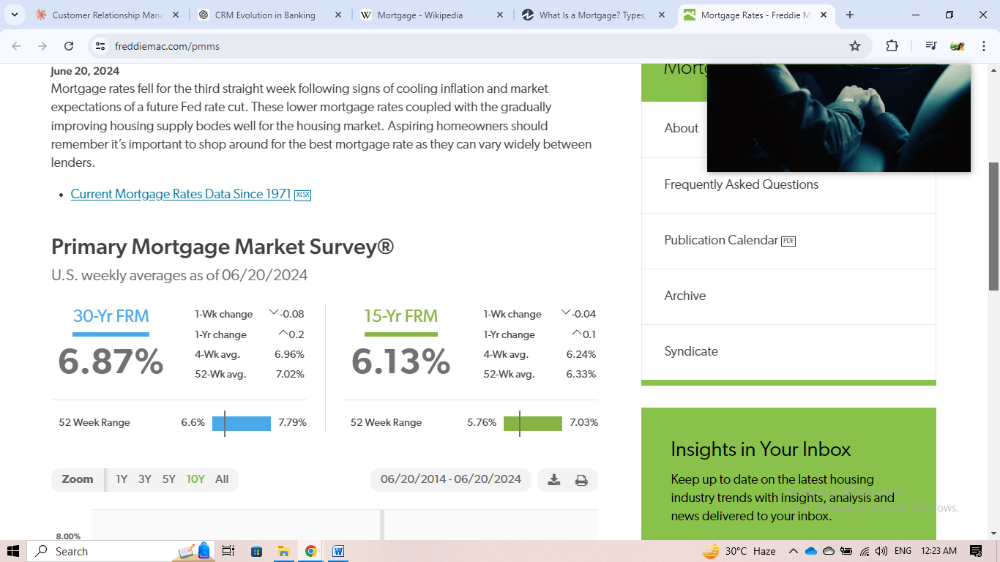 Customer Relationship Mana
CRM Evolution in Banking
Mortgage - Wikipedia
What Is a Mortgage? Types,
Mortgage Rates - Freddie M
freddiemac.com/pmms
June 20, 2024
Mortgage rates fell for the third straight week following signs of cooling inflation and market
expectations of a future Fed rate cut. These lower mortgage rates coupled with the gradually
improving housing supply bodes well for the housing market. Aspiring homeowners should
remember it’s important to shop around for the best mortgage rate as they can vary widely between
lenders.
• Current Mortgage Rates Data Since 1971 XLSX
Primary Mortgage Market Survey®
U.S. weekly averages as of 06/20/2024
30-Yr FRM
6.87%
1-Wk change -0.08
1-Yr change 0.2
4-Wk avg. 6.96%
52-Wk avg. 7.02%
52 Week Range 6.6% 7.79%
15-Yr FRM
6.13%
1-Wk change -0.04
1-Yr change 0.1
4-Wk avg. 6.24%
52-Wk avg. 6.33%
52 Week Range 5.76% 7.03%
Zoom 1Y 3Y 5Y 10Y All
06/20/2014 - 06/20/2024
8.00%
About
Frequently Asked Questions
Publication Calendar PDF
Archive
Syndicate
Insights in Your Inbox
Keep up to date on the latest housing
industry trends with insights, analysis and
news delivered to your inbox.
Activate Windows
Go to Settings to activate Windows.
Search
30°C Haze
ENG
12:23 AM